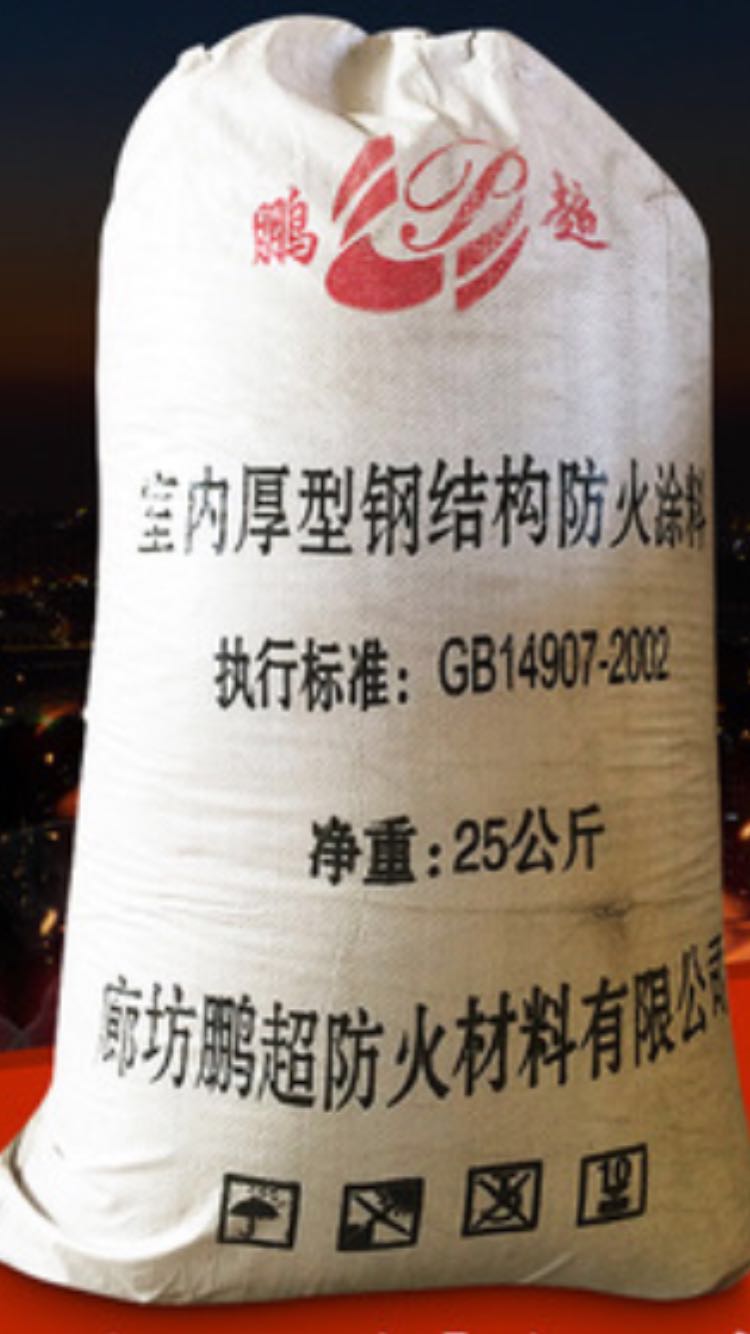 鹏 P 超
室内厚型钢结构防火涂料
执行标准：GB14907-2002
净重：25公斤
廊坊鹏超防火材料有限公司
10